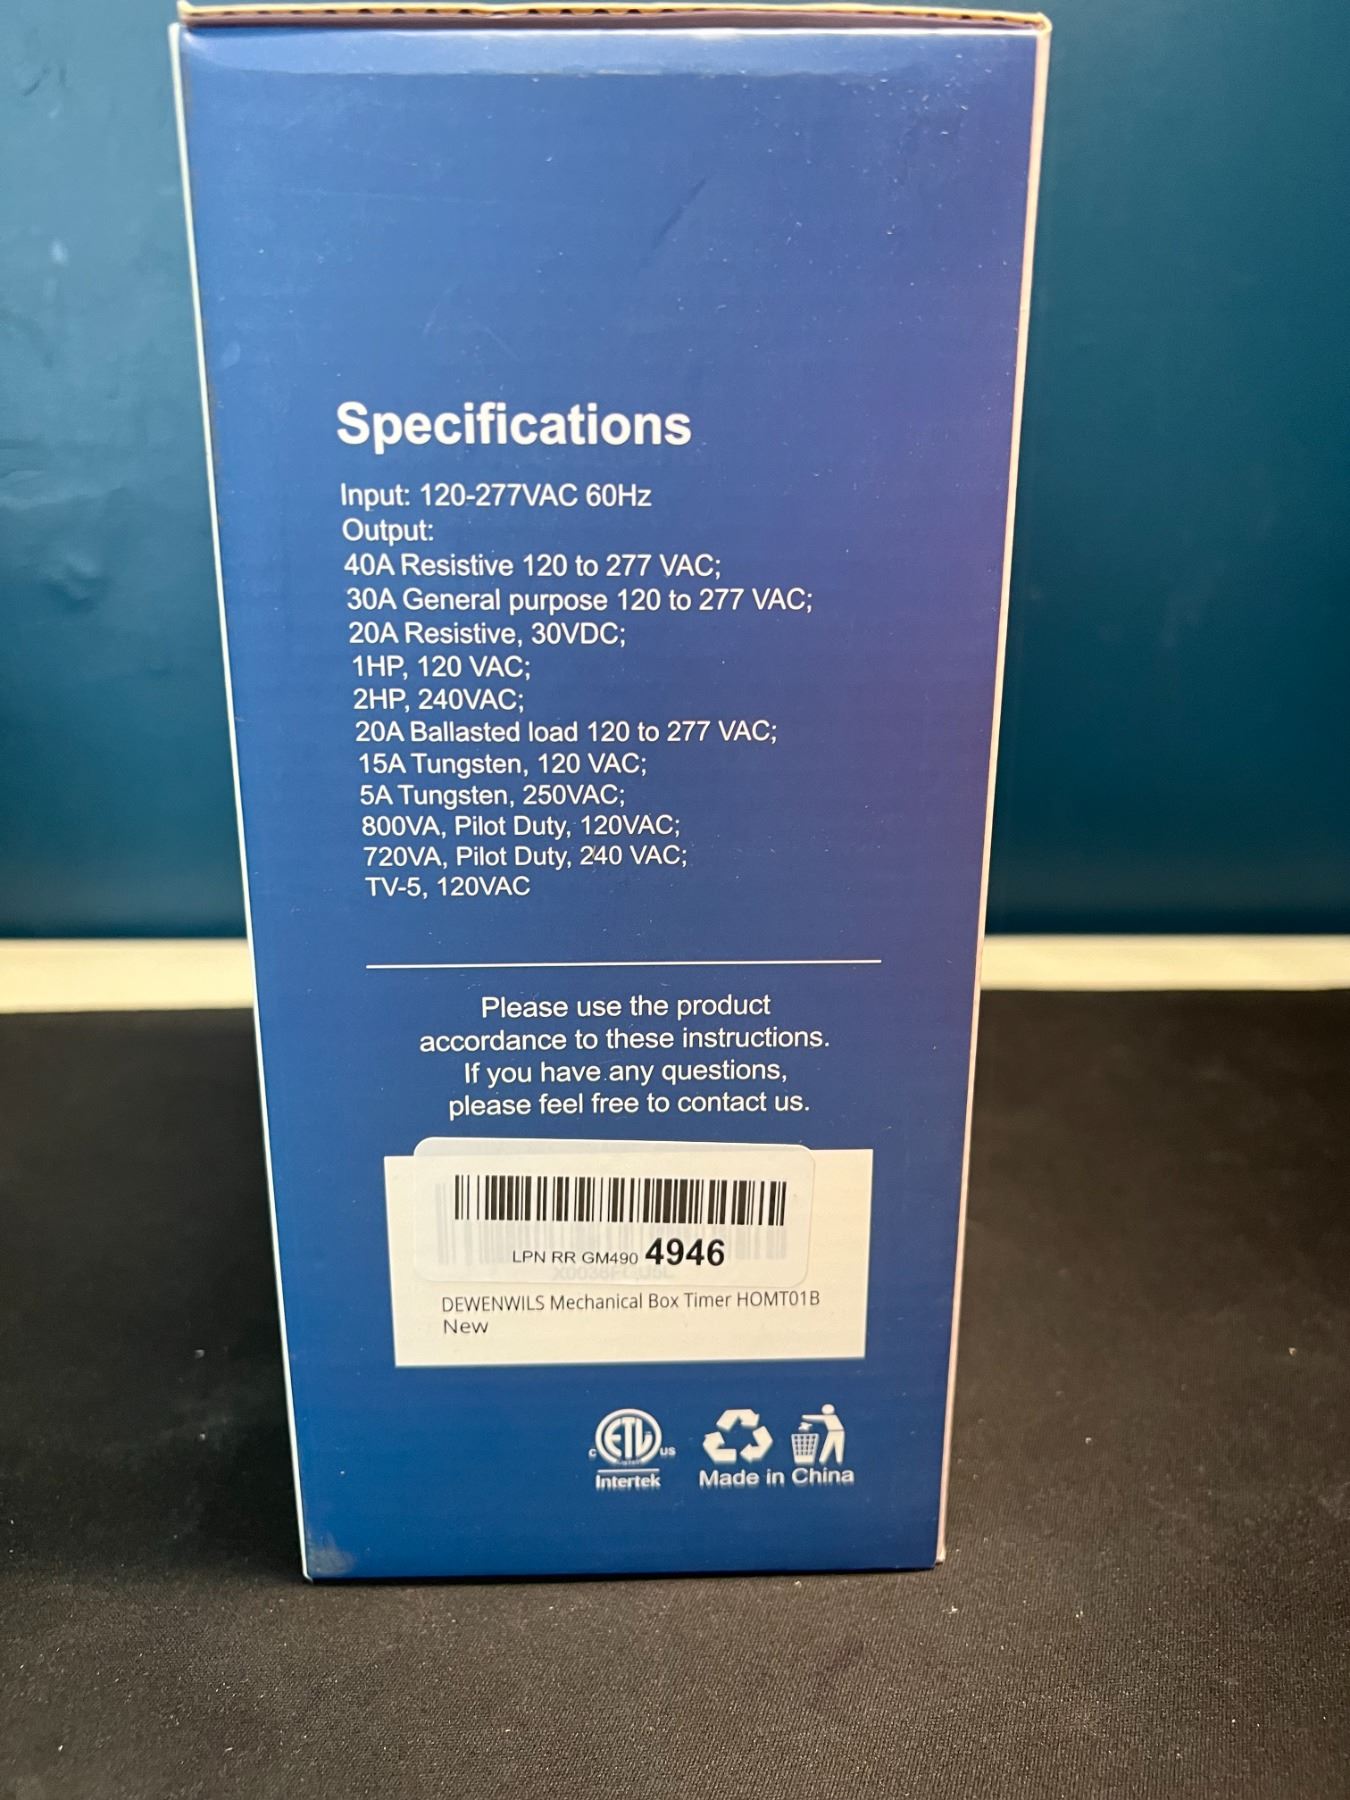 Specifications
Input: 120-277VAC 60Hz
Output:
40A Resistive 120 to 277 VAC;
30A General purpose 120 to 277 VAC;
20A Resistive, 30VDC;
1HP, 120 VAC;
2HP, 240VAC;
20A Ballasted load 120 to 277 VAC;
15A Tungsten, 120 VAC;
5A Tungsten, 250VAC;
800VA, Pilot Duty, 120VAC;
720VA, Pilot Duty, 240 VAC;
TV-5, 120VAC
Please use the product
accordance to these instructions.
If you have any questions,
please feel free to contact us.
LPN RR GM490 4946
DEWENWILS Mechanical Box Timer HOMT01B
New
c ETL us
Intertek
Made in China